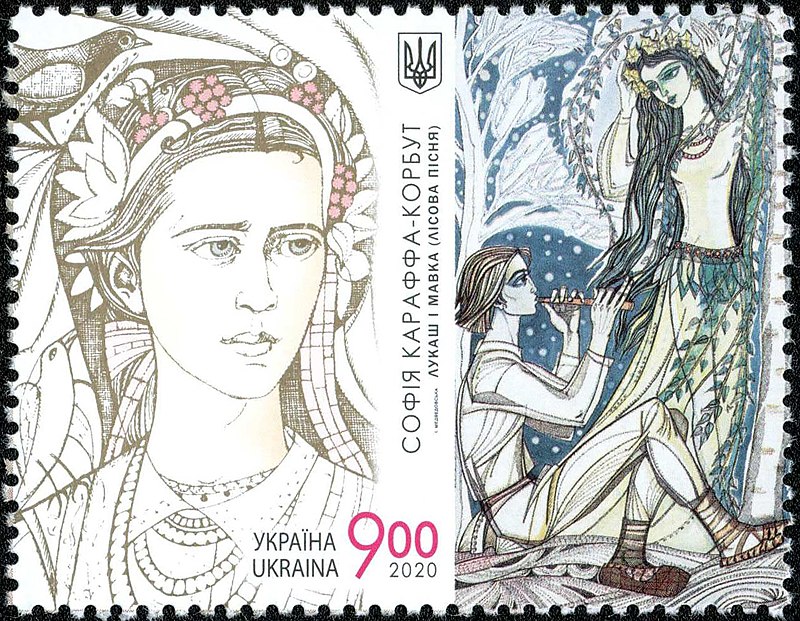 СОФІЯ КАРАФФА-КОРБУТ
ЛУКАШ І МАВКА (ЛІСОВА ПІСНЯ)
УКРАЇНА
UKRAINA
9.00
2020